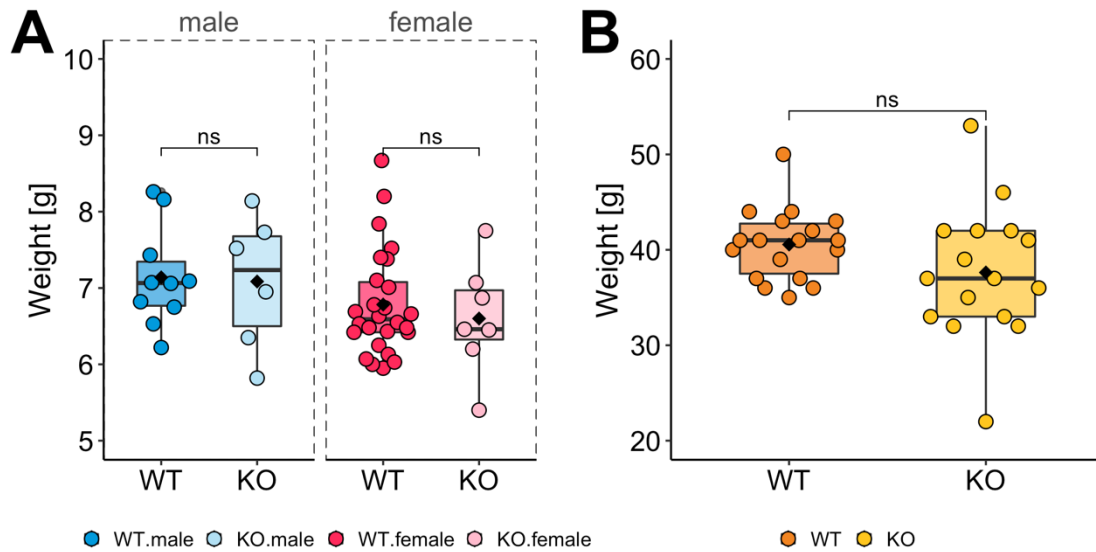 A
male
female
B
Weight [g]
10
9
8
7
6
5
ns
ns
WT
KO
WT
KO
WT.male
KO.male
WT.female
KO.female
Weight [g]
60
50
40
30
20
ns
WT
KO
WT
KO